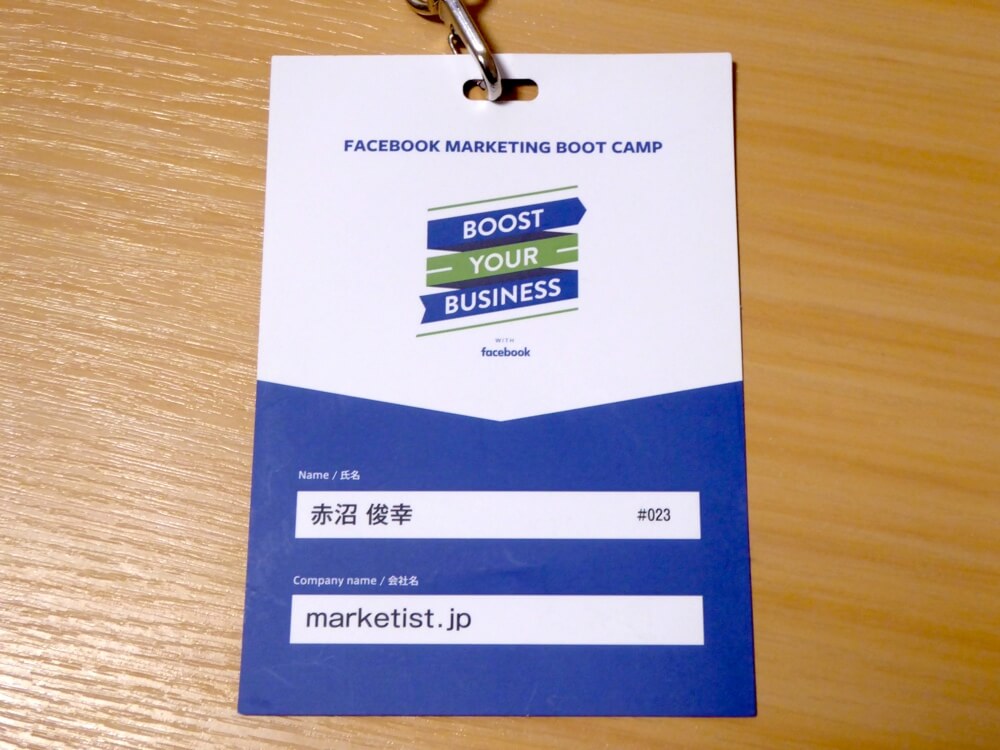 FACEBOOK MARKETING BOOT CAMP
BOOST
YOUR
BUSINESS
WITH
facebook
Name / 氏名
赤沼 俊幸 #023
Company name / 会社名
marketist.jp